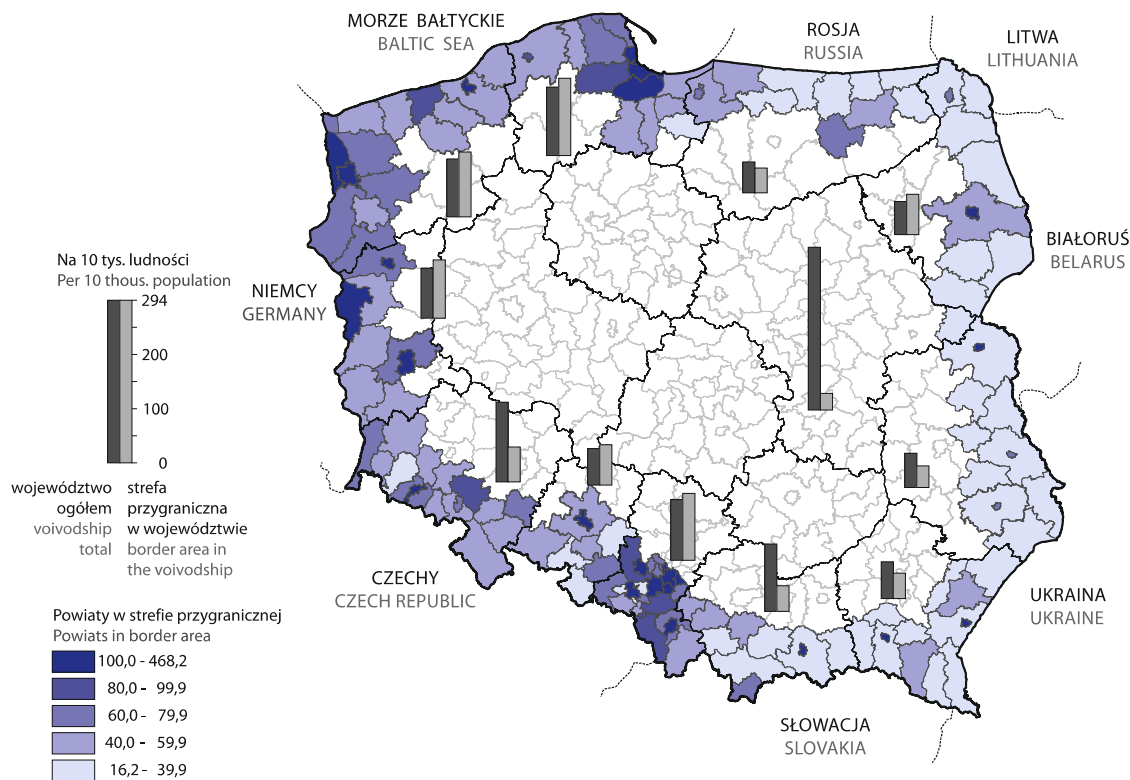 MORZE BAŁTYCKIE
BALTIC SEA
ROSJA
RUSSIA
LITWA
LITHUANIA
BIAŁORUŚ
BELARUS
NIEMCY
GERMANY
Na 10 tys. ludności
Per 10 thous. population
294
200
100
0
województwo
ogółem
voivodship
total
strefa
przygraniczna
w województwie
border area in
the voivodship
CZECHY
CZECH REPUBLIC
UKRAINA
UKRAINE
SŁOWACJA
SLOVAKIA
Powiaty w strefie przygranicznej
Powiats in border area
100,0 - 468,2
80,0 - 99,9
60,0 - 79,9
40,0 - 59,9
16,2 - 39,9